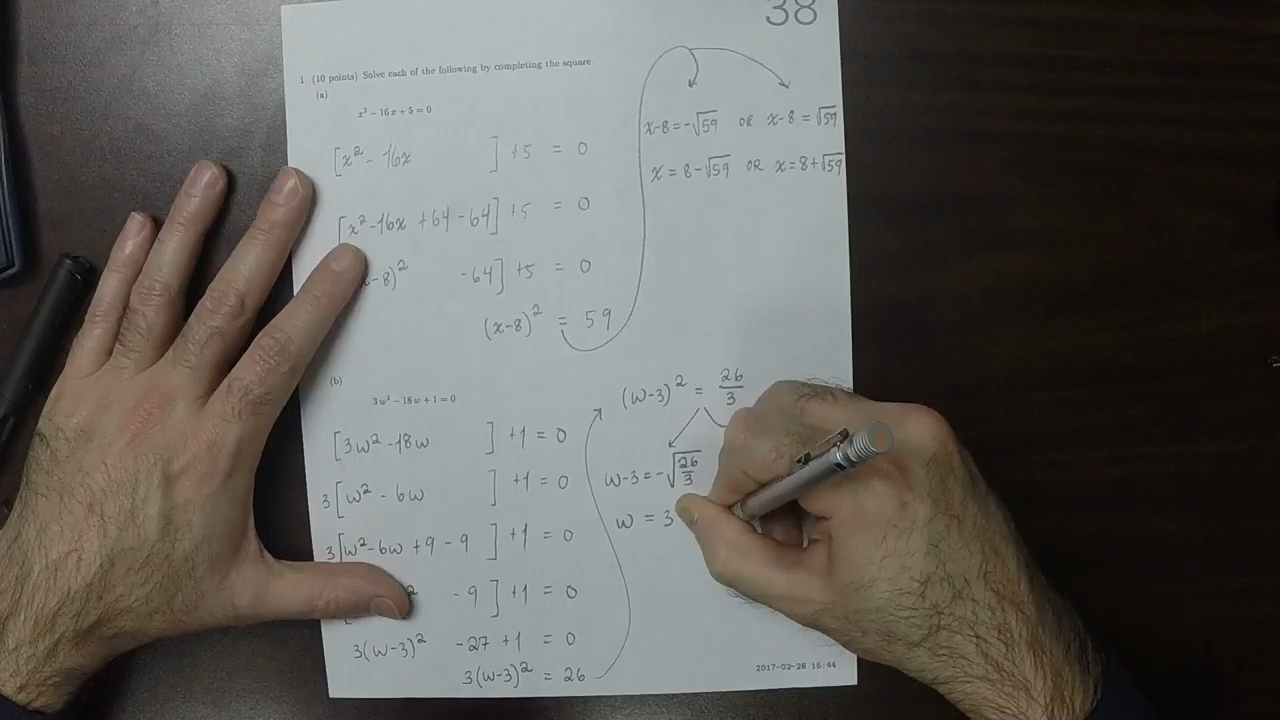 38
1 (10 points) Solve each of the following by completing the square.
(a)
x² − 16x + 5 = 0
[x² - 16x ] +5 = 0
[x² -16x +64 -64] +5 = 0
-8)² -64] +5 = 0
(x-8)² = 59
x-8 = -√59 OR x-8 = √59
x = 8-√59 OR x = 8+√59
(b)
3w² − 18w + 1 = 0
[3w² -18w ] +1 = 0
3[w² - 6w ] +1 = 0
3[w² -6w +9 - 9 ] +1 = 0
² - 9 ] +1 = 0
3(w-3)² -27 +1 = 0
3(w-3)² = 26
(w-3)² = 26/3
w-3 = -√26/3
w = 3
2017-02-28 16:44